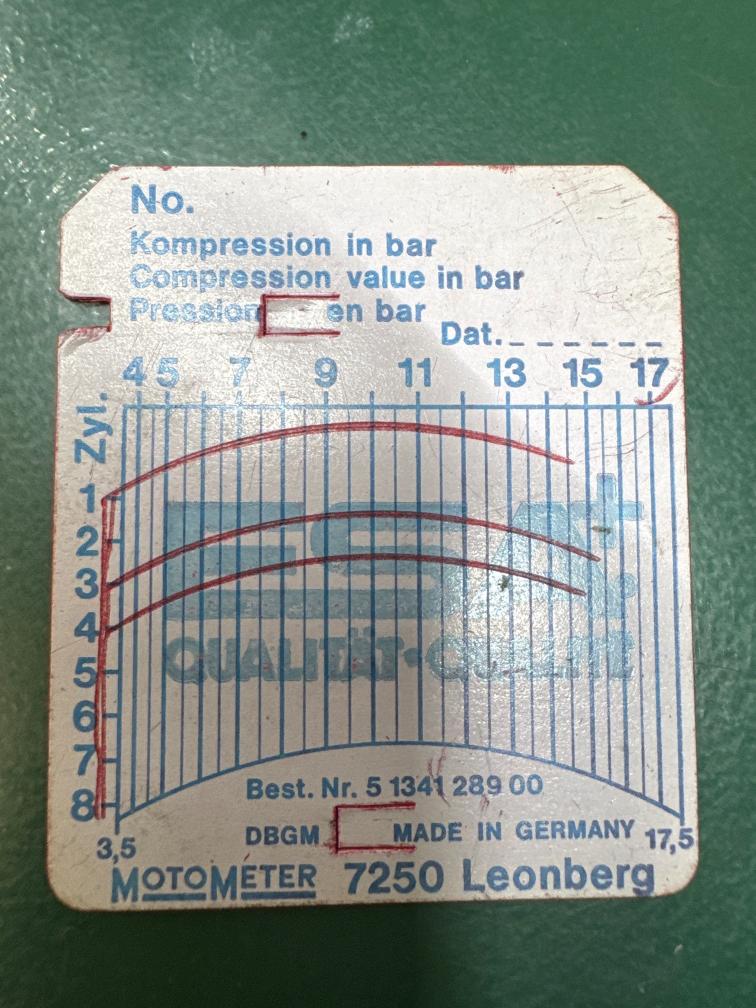 No.
Kompression in bar
Compression value in bar
Pression en bar
Dat.
4 5 7 9 11 13 15 17
Zyl.
1
2
3
4
5
6
7
8
ESA+
QUALITÄT • QUALITÉ
Best. Nr. 5 1341 289 00
DBGM MADE IN GERMANY
3,5 17,5
MOTOMETER 7250 Leonberg